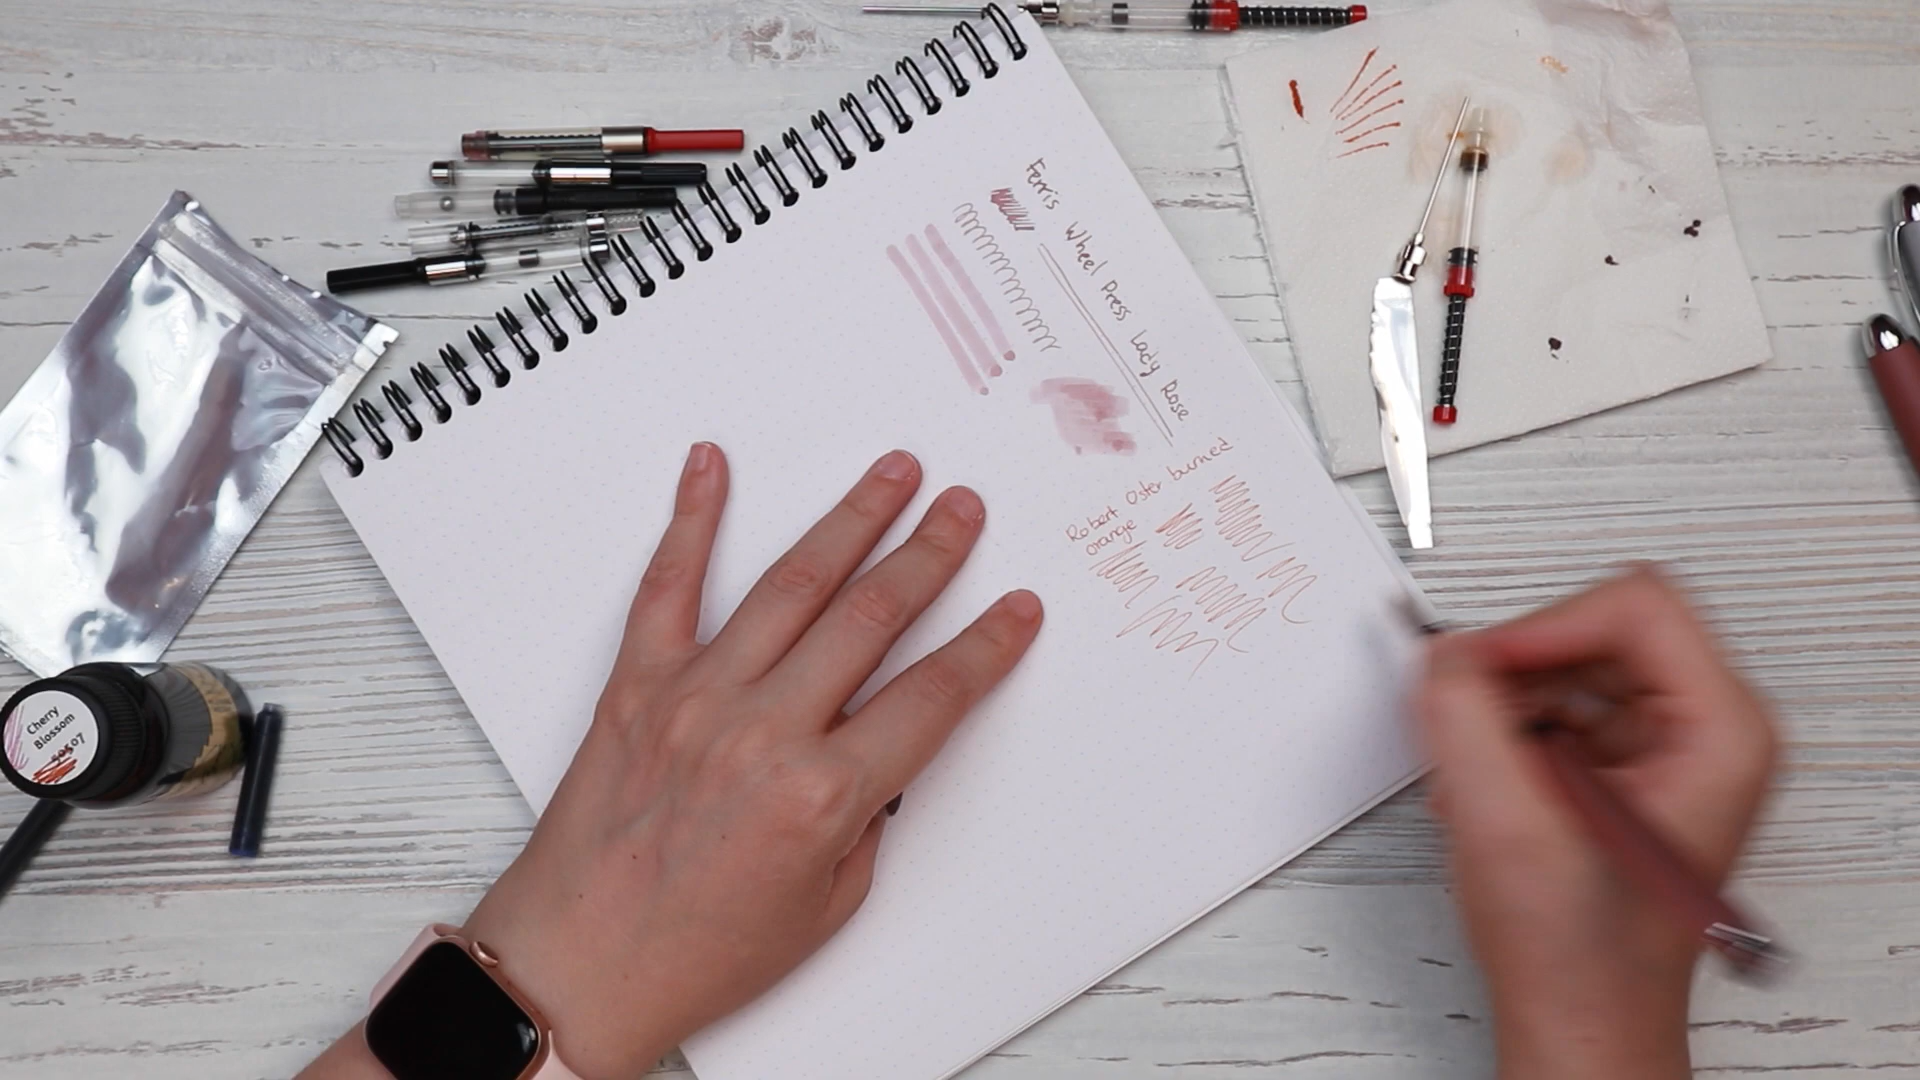 Ferris Wheel Press Lady Rose
Robert Oster burned
orange
Cherry
Blossom